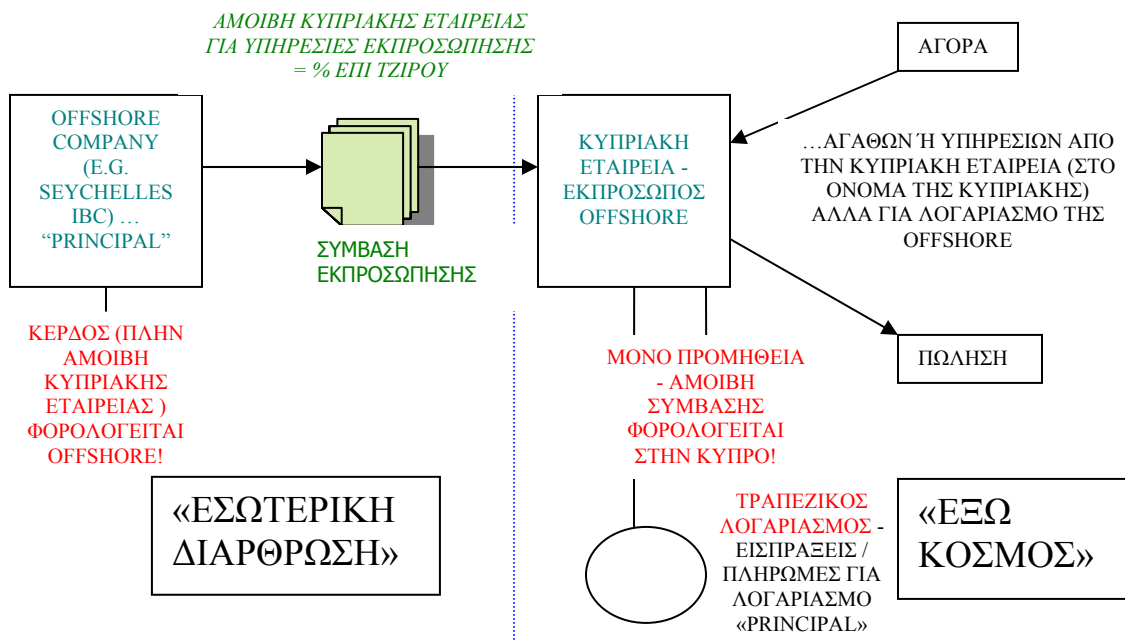 ΑΜΟΙΒΗ ΚΥΠΡΙΑΚΗΣ ΕΤΑΙΡΕΙΑΣ
ΓΙΑ ΥΠΗΡΕΣΙΕΣ ΕΚΠΡΟΣΩΠΗΣΗΣ
= % ΕΠΙ ΤΖΙΡΟΥ
OFFSHORE
COMPANY
(E.G.
SEYCHELLES
IBC) …
“PRINCIPAL”
ΣΥΜΒΑΣΗ
ΕΚΠΡΟΣΩΠΗΣΗΣ
ΚΥΠΡΙΑΚΗ
ΕΤΑΙΡΕΙΑ -
ΕΚΠΡΟΣΩΠΟΣ
OFFSHORE
ΑΓΟΡΑ
…ΑΓΑΘΩΝ Ή ΥΠΗΡΕΣΙΩΝ ΑΠΟ
ΤΗΝ ΚΥΠΡΙΑΚΗ ΕΤΑΙΡΕΙΑ (ΣΤΟ
ΟΝΟΜΑ ΤΗΣ ΚΥΠΡΙΑΚΗΣ)
ΑΛΛΑ ΓΙΑ ΛΟΓΑΡΙΑΣΜΟ ΤΗΣ
OFFSHORE
ΠΩΛΗΣΗ
ΚΕΡΔΟΣ (ΠΛΗΝ
ΑΜΟΙΒΗ
ΚΥΠΡΙΑΚΗΣ
ΕΤΑΙΡΕΙΑΣ )
ΦΟΡΟΛΟΓΕΙΤΑΙ
OFFSHORE!
ΜΟΝΟ ΠΡΟΜΗΘΕΙΑ
- ΑΜΟΙΒΗ
ΣΥΜΒΑΣΗΣ
ΦΟΡΟΛΟΓΕΙΤΑΙ
ΣΤΗΝ ΚΥΠΡΟ!
«ΕΣΩΤΕΡΙΚΗ
ΔΙΑΡΘΡΩΣΗ»
ΤΡΑΠΕΖΙΚΟΣ
ΛΟΓΑΡΙΑΣΜΟΣ -
ΕΙΣΠΡΑΞΕΙΣ /
ΠΛΗΡΩΜΕΣ ΓΙΑ
ΛΟΓΑΡΙΑΣΜΟ
«PRINCIPAL»
«ΕΞΩ
ΚΟΣΜΟΣ»